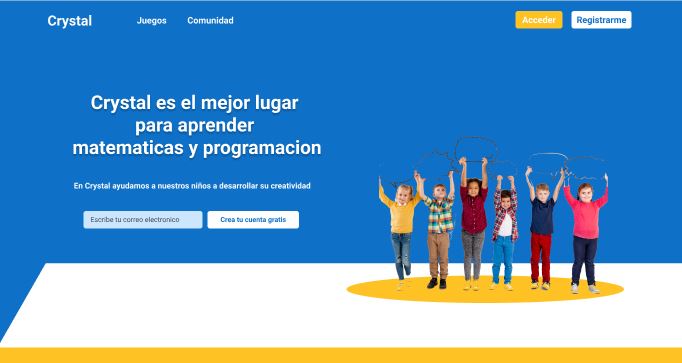 Crystal
Juegos
Comunidad
Acceder
Registrarme
Crystal es el mejor lugar
para aprender
matematicas y programacion
En Crystal ayudamos a nuestros niños a desarrollar su creatividad
Escribe tu correo electronico
Crea tu cuenta gratis